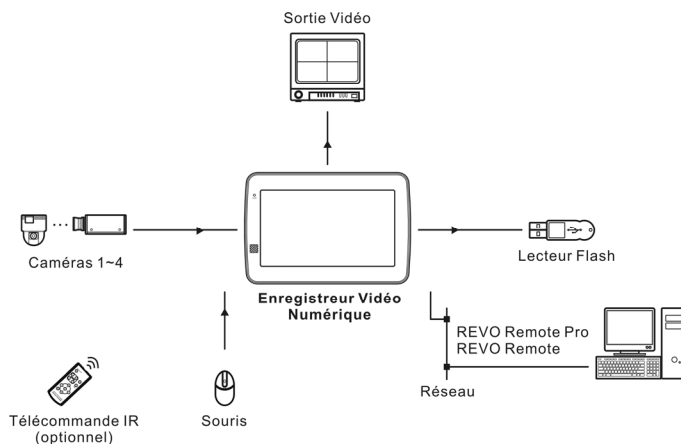 Sortie Vidéo
Caméras 1~4
Lecteur Flash
Enregistreur Vidéo
Numérique
REVO Remote Pro
REVO Remote
Réseau
Télécommande IR
(optionnel)
Souris